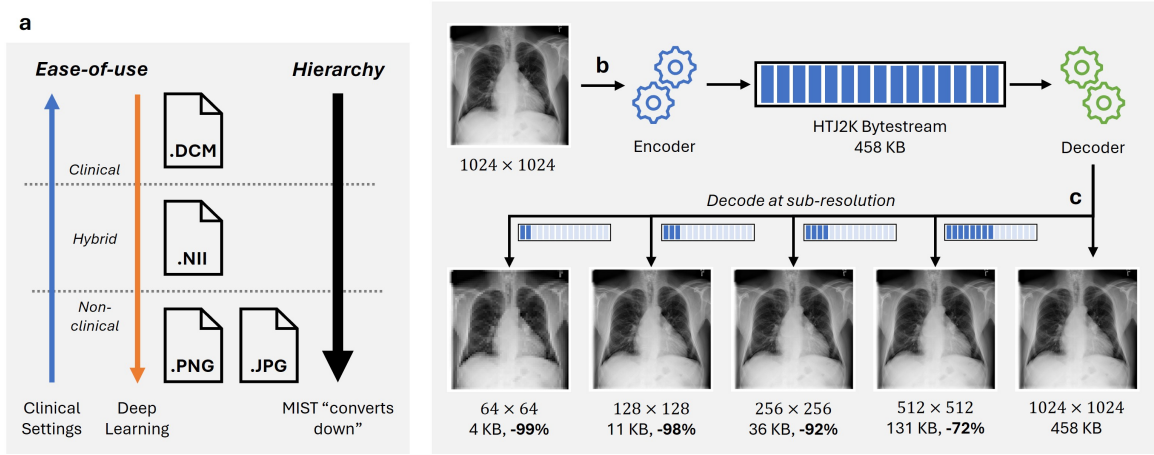 a
Ease-of-use
Hierarchy
.DCM
Clinical
.NII
Hybrid
Non-
clinical
.PNG
.JPG
Clinical
Settings
Deep
Learning
MIST “converts
down”
b
1024 × 1024
Encoder
HTJ2K Bytestream
458 KB
Decoder
c
Decode at sub-resolution
64 × 64
4 KB, -99%
128 × 128
11 KB, -98%
256 × 256
36 KB, -92%
512 × 512
131 KB, -72%
1024 × 1024
458 KB